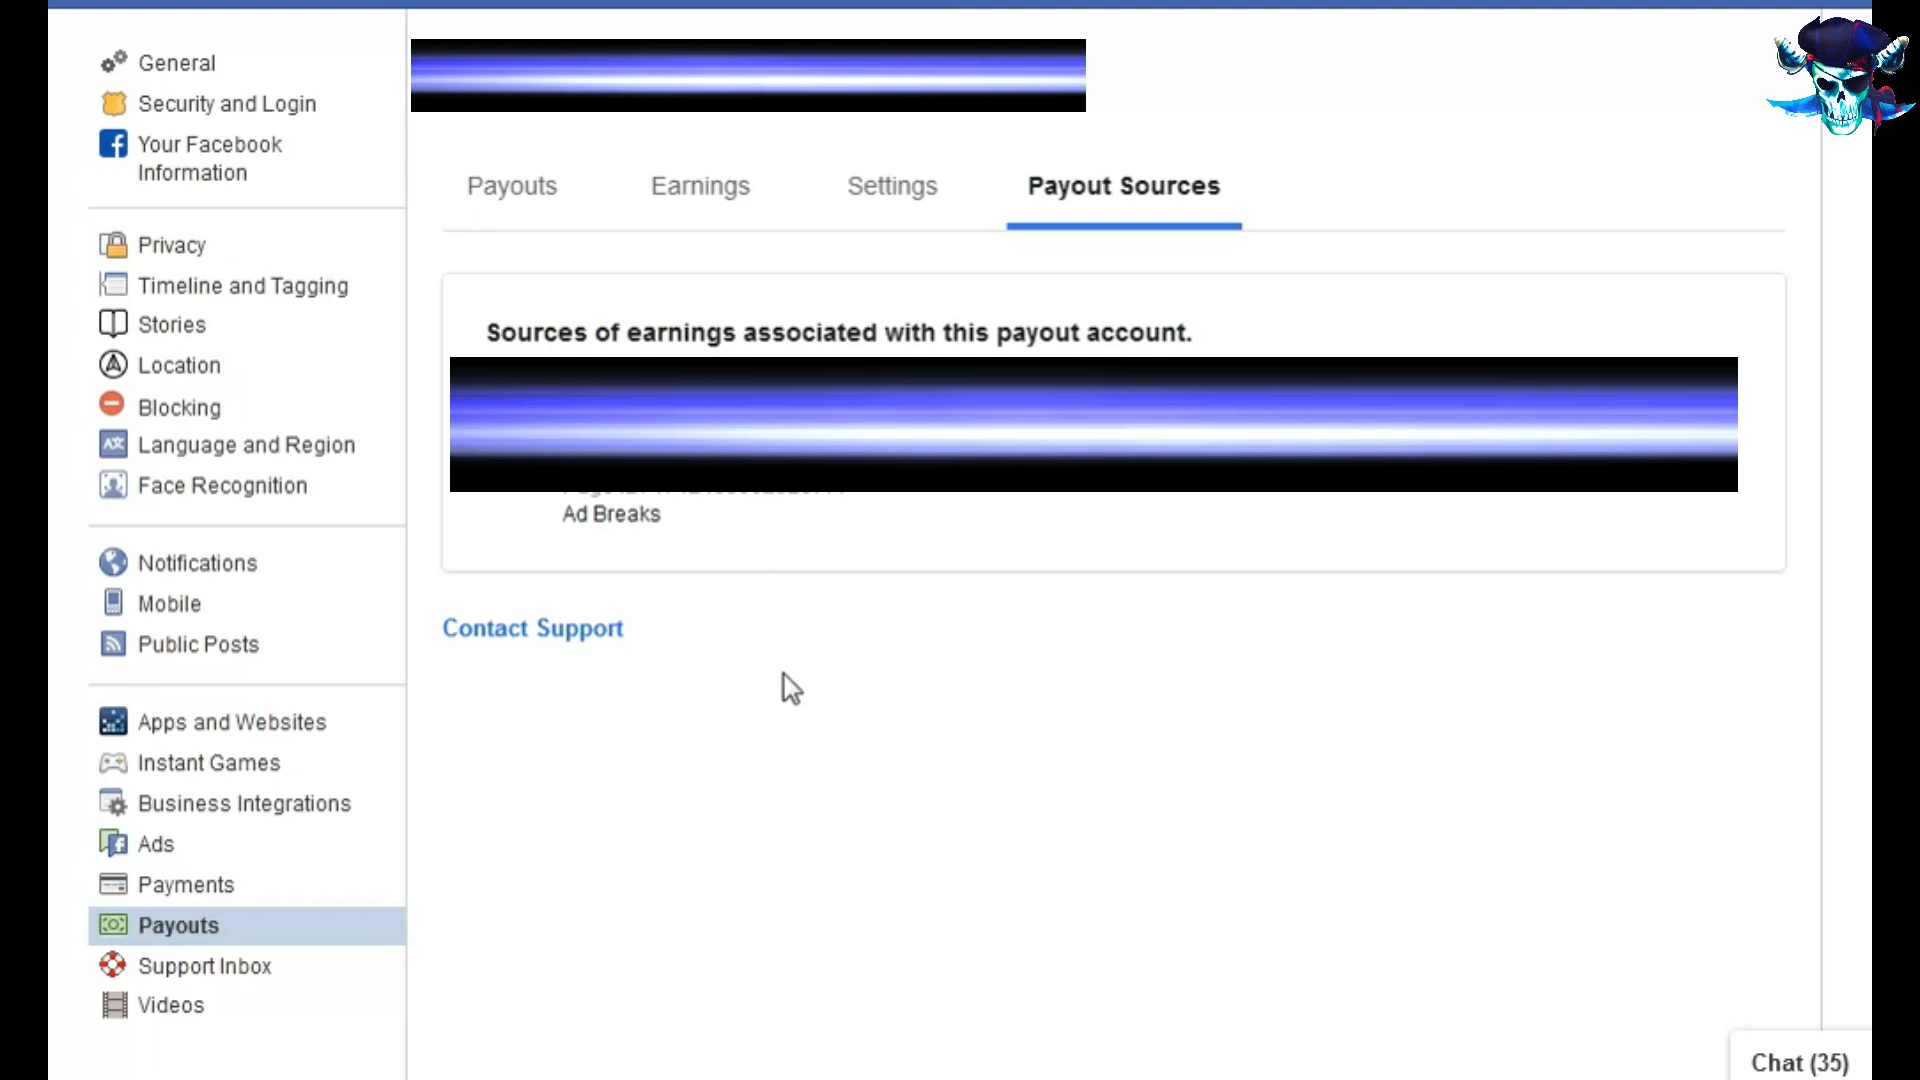 General
Security and Login
Your Facebook
Information
Privacy
Timeline and Tagging
Stories
Location
Blocking
Language and Region
Face Recognition
Notifications
Mobile
Public Posts
Apps and Websites
Instant Games
Business Integrations
Ads
Payments
Payouts
Support Inbox
Videos
Payouts
Earnings
Settings
Payout Sources
Sources of earnings associated with this payout account.
Ad Breaks
Contact Support
Chat (35)